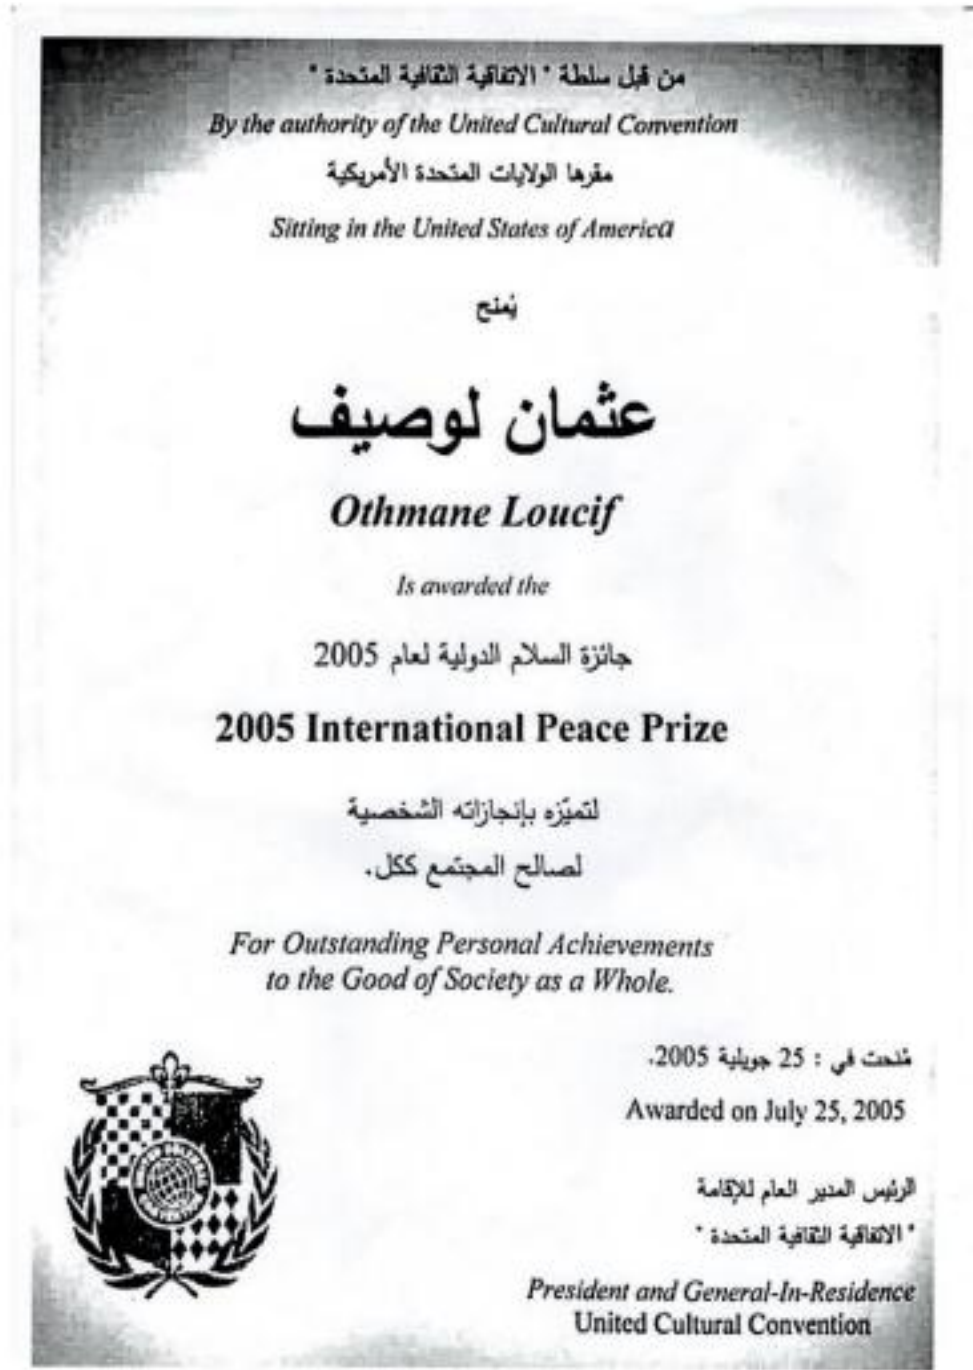 من قبل سلطة " الاتفاقية الثقافية المتحدة "
By the authority of the United Cultural Convention
مقرها الولايات المتحدة الأمريكية
Sitting in the United States of America
يُمنح
عثمان لوصيف
Othmane Loucif
Is awarded the
جائزة السلام الدولية لعام 2005
2005 International Peace Prize
لتميّزه بإنجازاته الشخصية
لصالح المجتمع ككل.
For Outstanding Personal Achievements
to the Good of Society as a Whole.
مُنحت في : 25 جويلية 2005.
Awarded on July 25, 2005
الرئيس المدير العام للإقامة
" الاتفاقية الثقافية المتحدة "
President and General-In-Residence
United Cultural Convention
UNITED CULTURAL
CONVENTION